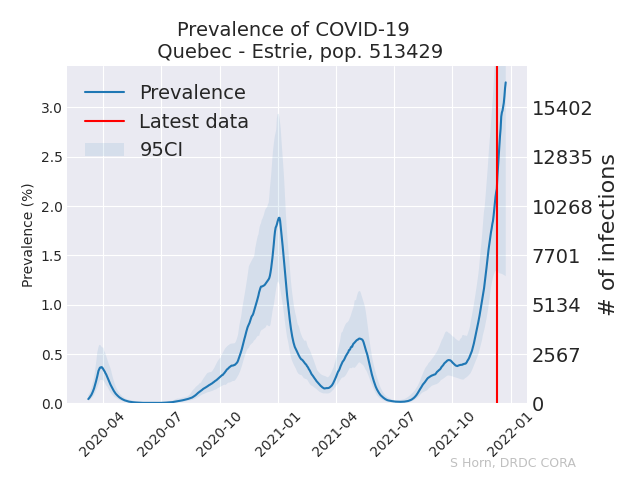 Prevalence of COVID-19
Quebec - Estrie, pop. 513429
Prevalence
Latest data
95CI
Prevalence (%)
3.0
2.5
2.0
1.5
1.0
0.5
0.0
15402
12835
10268
7701
5134
2567
0
# of infections
2020-04
2020-07
2020-10
2021-01
2021-04
2021-07
2021-10
2022-01
S Horn, DRDC CORA